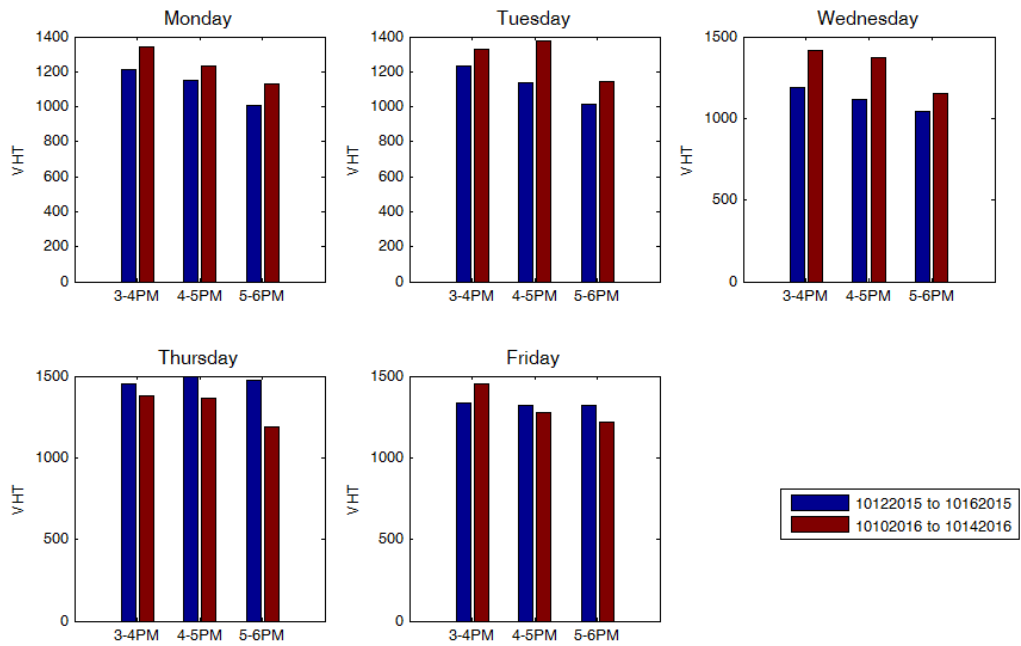 Monday
1400
1200
1000
800
600
400
200
0
VHT
3-4PM 4-5PM 5-6PM
Tuesday
1400
1200
1000
800
600
400
200
0
VHT
3-4PM 4-5PM 5-6PM
Wednesday
1500
1000
500
0
VHT
3-4PM 4-5PM 5-6PM
Thursday
1500
1000
500
0
VHT
3-4PM 4-5PM 5-6PM
Friday
1500
1000
500
0
VHT
3-4PM 4-5PM 5-6PM
10122015 to 10162015
10102016 to 10142016